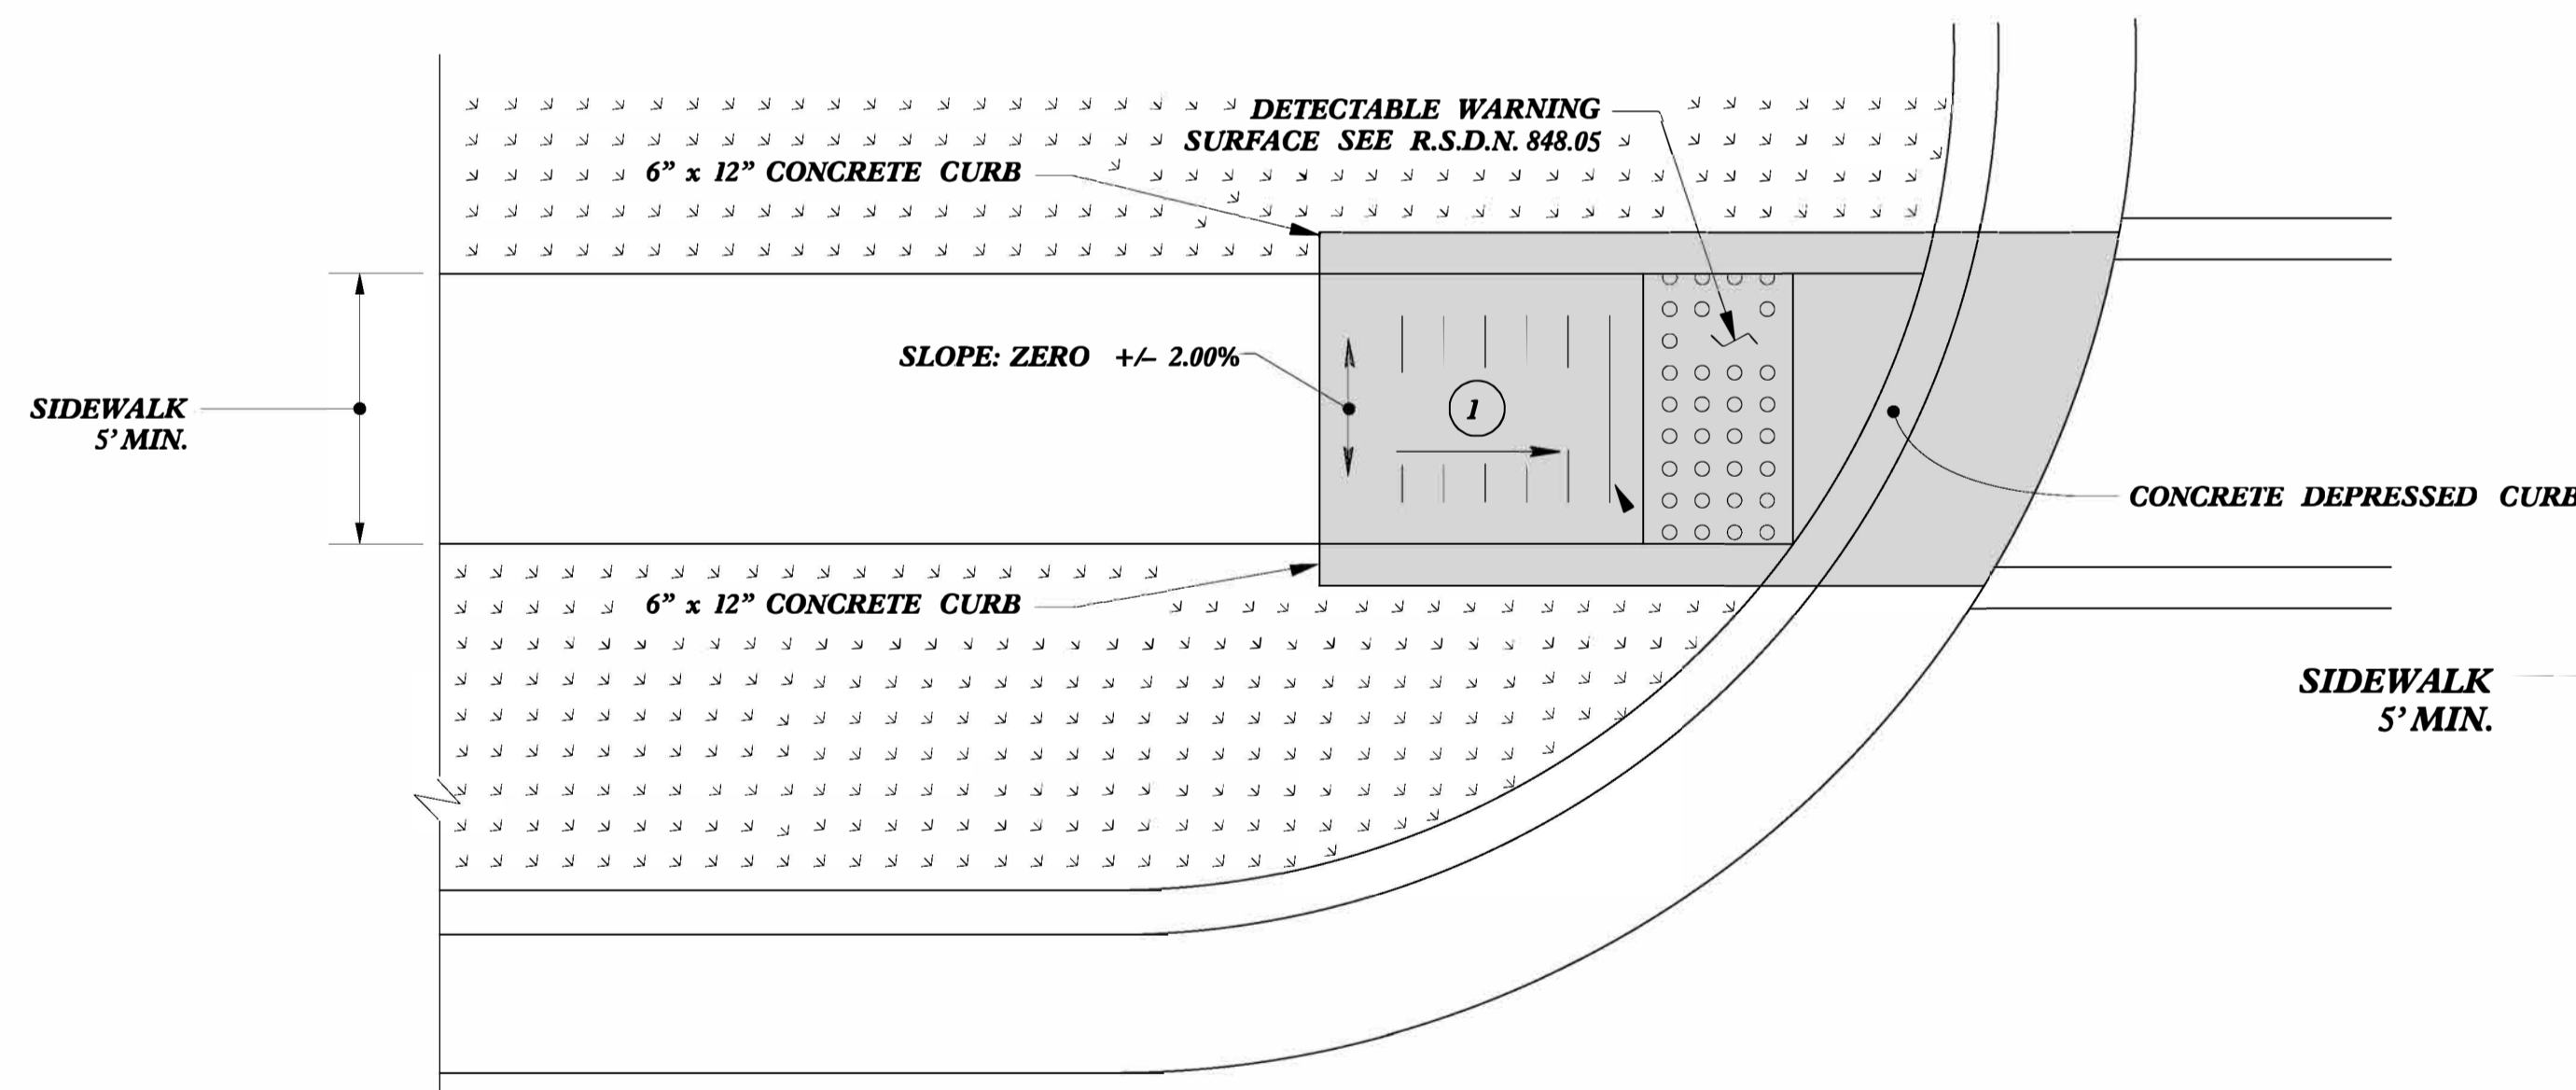 DETECTABLE WARNING
SURFACE SEE R.S.D.N. 848.05
6” x 12” CONCRETE CURB
SLOPE: ZERO +/– 2.00%
SIDEWALK
5’ MIN.
1
CONCRETE DEPRESSED CURB
6” x 12” CONCRETE CURB
SIDEWALK
5’ MIN.